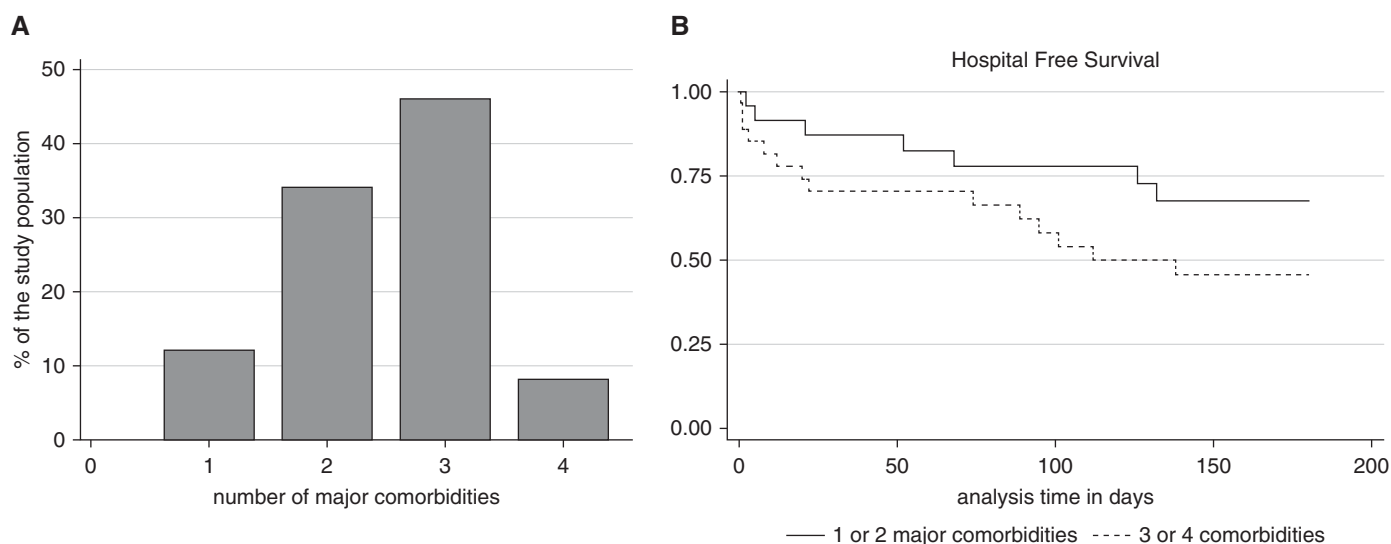 A
% of the study population
50
40
30
20
10
0
0 1 2 3 4
number of major comorbidities
B
Hospital Free Survival
1.00
0.75
0.50
0.25
0.00
0 50 100 150 200
analysis time in days
1 or 2 major comorbidities 3 or 4 comorbidities